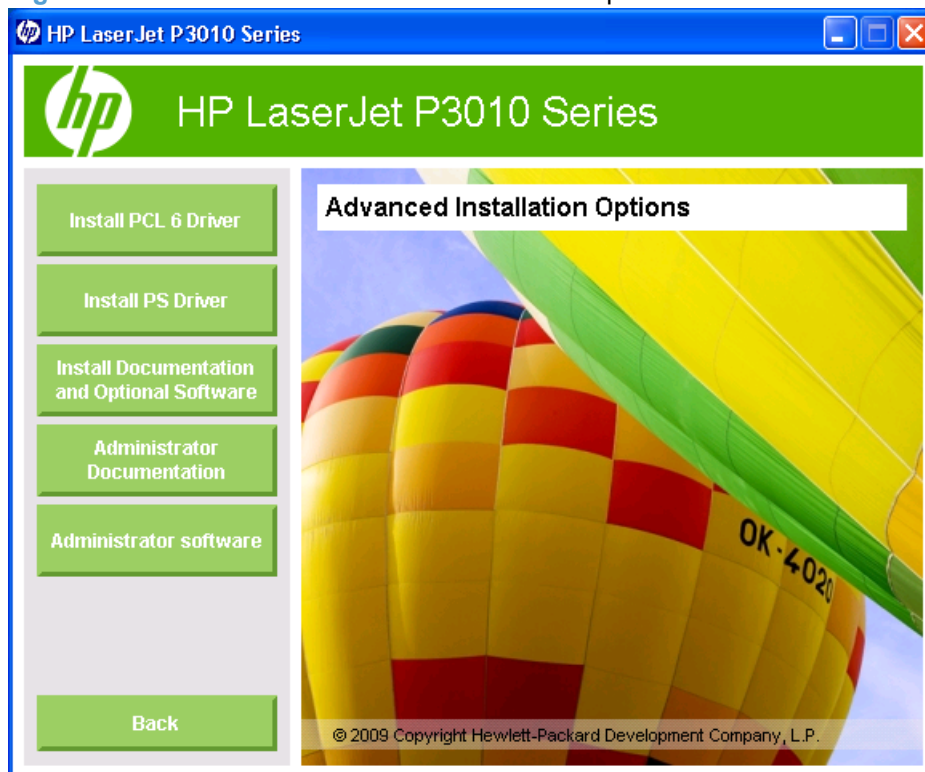 HP LaserJet P3010 Series
hp
HP LaserJet P3010 Series
Install PCL 6 Driver
Install PS Driver
Install Documentation
and Optional Software
Administrator
Documentation
Administrator software
Back
Advanced Installation Options
OK-4020
© 2009 Copyright Hewlett-Packard Development Company, L.P.